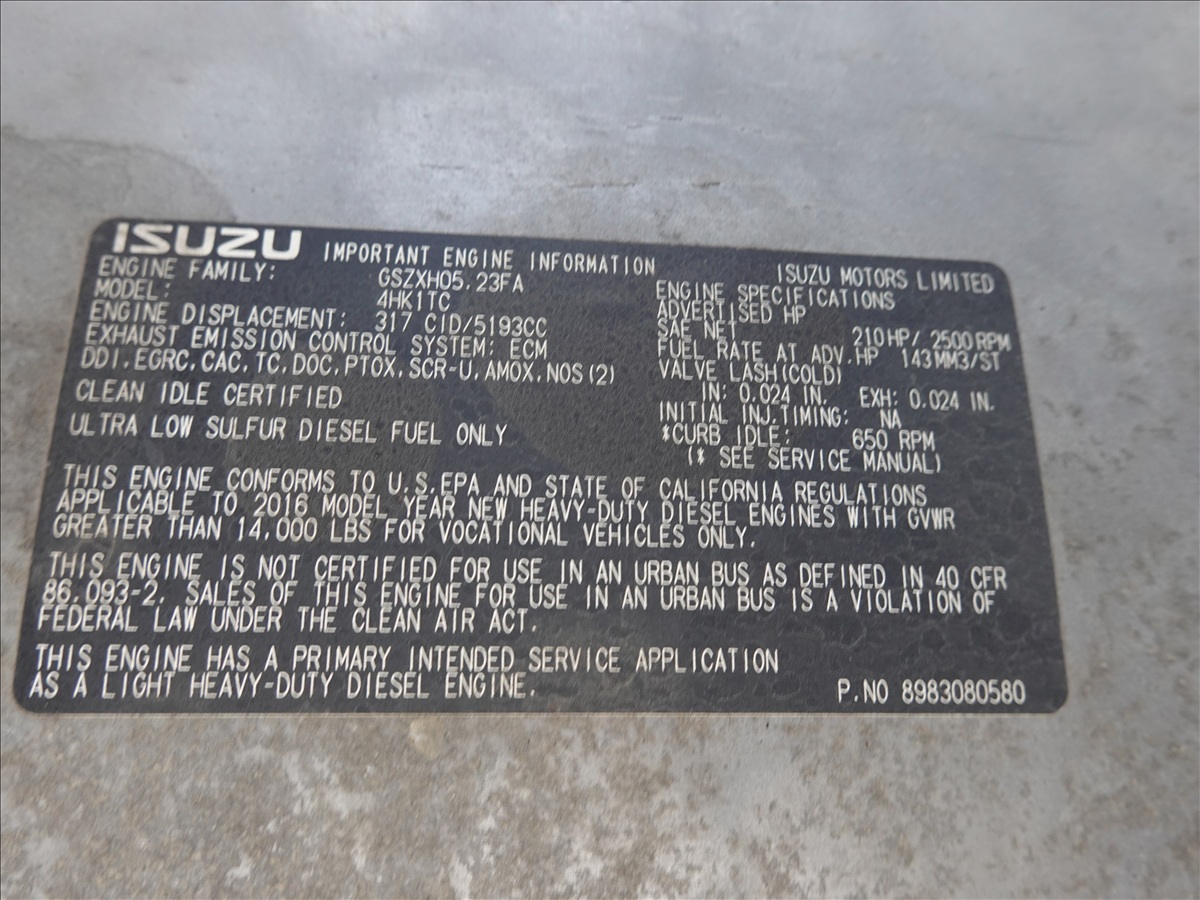 ISUZU IMPORTANT ENGINE INFORMATION ISUZU MOTORS LIMITED
ENGINE FAMILY: GSZXH05.23FA
MODEL: 4HK1TC
ENGINE DISPLACEMENT: 317 CID/5193CC
EXHAUST EMISSION CONTROL SYSTEM: ECM
DDI, EGRC, CAC, TC, DOC, PTOX, SCR-U, AMOX, NOS(2)
CLEAN IDLE CERTIFIED
ULTRA LOW SULFUR DIESEL FUEL ONLY
ENGINE SPECIFICATIONS
ADVERTISED HP
SAE NET 210HP/ 2500RPM
FUEL RATE AT ADV.HP 143MM3/ST
VALVE LASH(COLD)
IN: 0.024 IN. EXH: 0.024 IN.
INITIAL INJ.TIMING: NA
*CURB IDLE: 650 RPM
(* SEE SERVICE MANUAL)
THIS ENGINE CONFORMS TO U.S.EPA AND STATE OF CALIFORNIA REGULATIONS
APPLICABLE TO 2016 MODEL YEAR NEW HEAVY-DUTY DIESEL ENGINES WITH GVWR
GREATER THAN 14,000 LBS FOR VOCATIONAL VEHICLES ONLY.
THIS ENGINE IS NOT CERTIFIED FOR USE IN AN URBAN BUS AS DEFINED IN 40 CFR
86.093-2. SALES OF THIS ENGINE FOR USE IN AN URBAN BUS IS A VIOLATION OF
FEDERAL LAW UNDER THE CLEAN AIR ACT.
THIS ENGINE HAS A PRIMARY INTENDED SERVICE APPLICATION
AS A LIGHT HEAVY-DUTY DIESEL ENGINE.
P.NO 8983080580